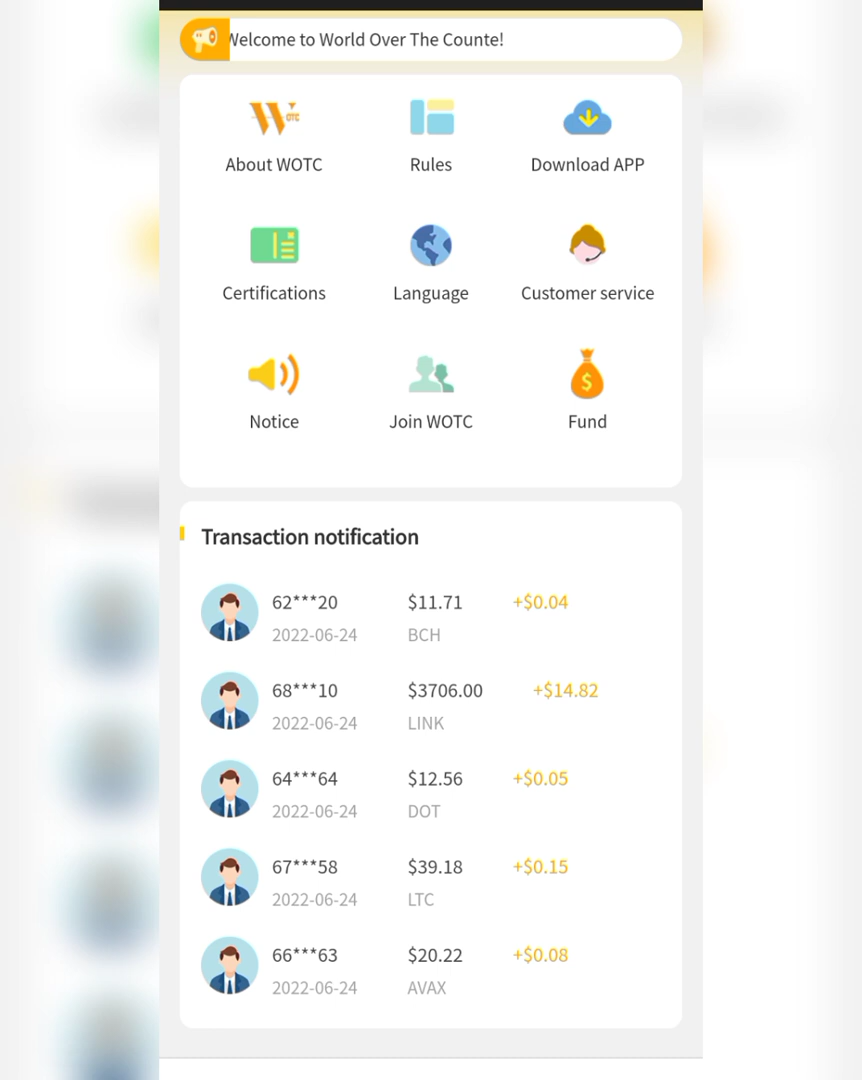 Welcome to World Over The Counte!
OTC
About WOTC
Rules
Download APP
Certifications
Language
Customer service
Notice
Join WOTC
$
Fund
Transaction notification
62***20 $11.71 +$0.04
2022-06-24 BCH
68***10 $3706.00 +$14.82
2022-06-24 LINK
64***64 $12.56 +$0.05
2022-06-24 DOT
67***58 $39.18 +$0.15
2022-06-24 LTC
66***63 $20.22 +$0.08
2022-06-24 AVAX